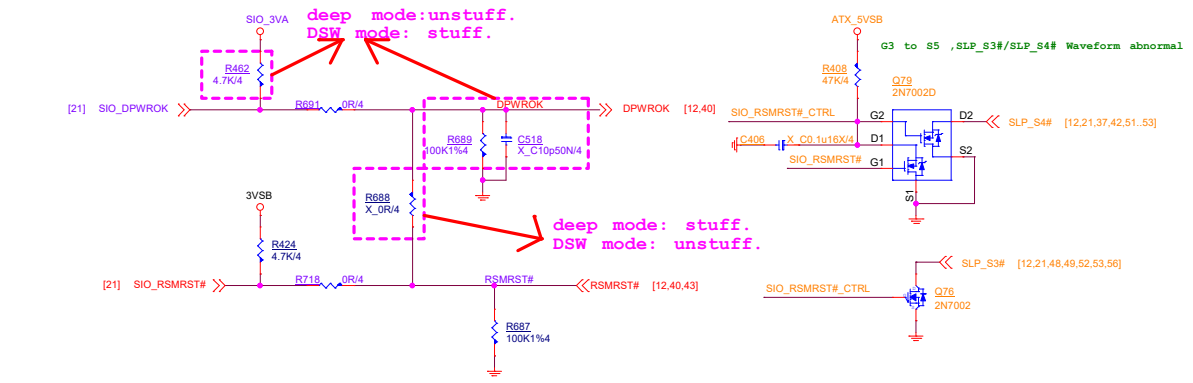 deep mode:unstuff.
DSW mode: stuff.
SIO_3VA
R462
4.7K/4
[21] SIO_DPWROK
R691 0R/4
DPWROK
DPWROK [12,40]
R689
100K1%4
C518
X_C10p50N/4
R688
X_0R/4
deep mode: stuff.
DSW mode: unstuff.
3VSB
R424
4.7K/4
[21] SIO_RSMRST#
R718 0R/4
RSMRST#
RSMRST# [12,40,43]
R687
100K1%4
ATX_5VSB
G3 to S5 ,SLP_S3#/SLP_S4# Waveform abnormal
R408
47K/4
Q79
2N7002D
SIO_RSMRST#_CTRL
G2
D2
SLP_S4# [12,21,37,42,51..53]
C406 X_C0.1u16X/4
D1
S2
SIO_RSMRST#
G1
S1
SLP_S3# [12,21,48,49,52,53,56]
SIO_RSMRST#_CTRL
Q76
2N7002